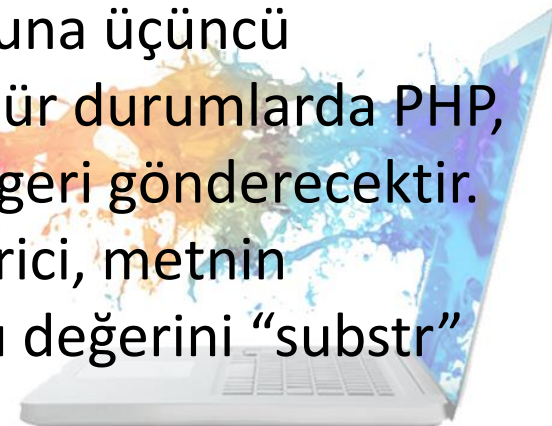 una üçüncü
ür durumlarda PHP,
geri gönderecektir.
rici, metnin
değerini “substr”